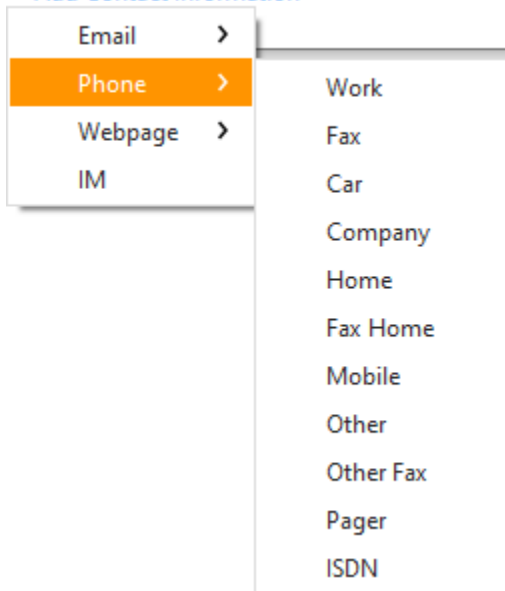 Email
Phone
Webpage
IM
Work
Fax
Car
Company
Home
Fax Home
Mobile
Other
Other Fax
Pager
ISDN